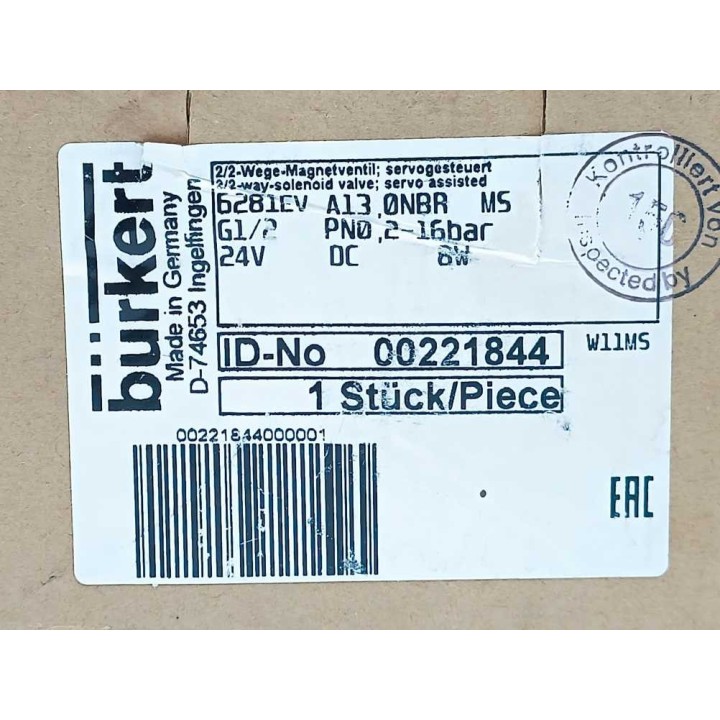 bürkert
Made in Germany
D-74653 Ingelfingen
2/2-Wege-Magnetventil; servogesteuert
2/2-way-solenoid valve; servo assisted
6281EV A13,0NBR MS
G1/2 PN0,2-16bar
24V DC 8W
Kontrolliert von
Inspected by
ID-No 00221844
W11MS
1 Stück/Piece
00221844000001
EAC